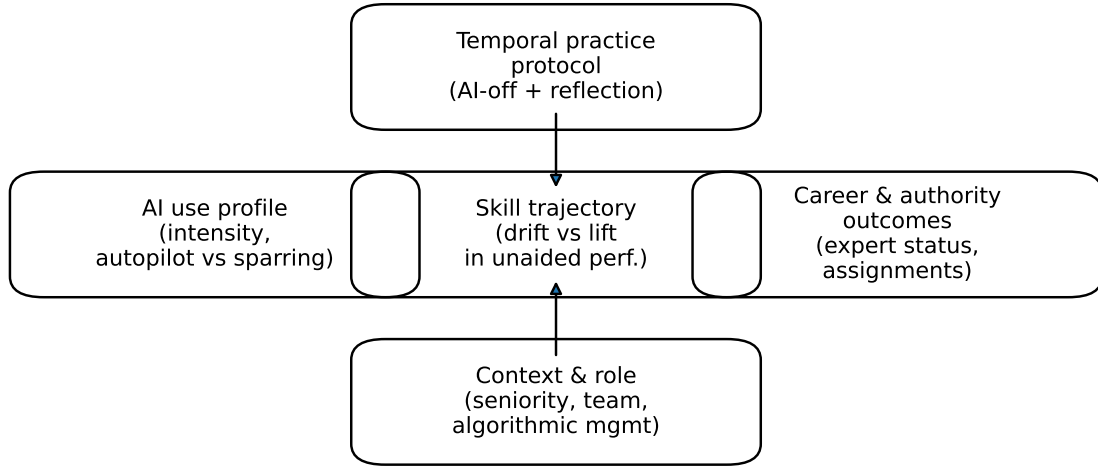 Temporal practice
protocol
(AI-off + reflection)
AI use profile
(intensity,
autopilot vs sparring)
Skill trajectory
(drift vs lift
in unaided perf.)
Career & authority
outcomes
(expert status,
assignments)
Context & role
(seniority, team,
algorithmic mgmt)